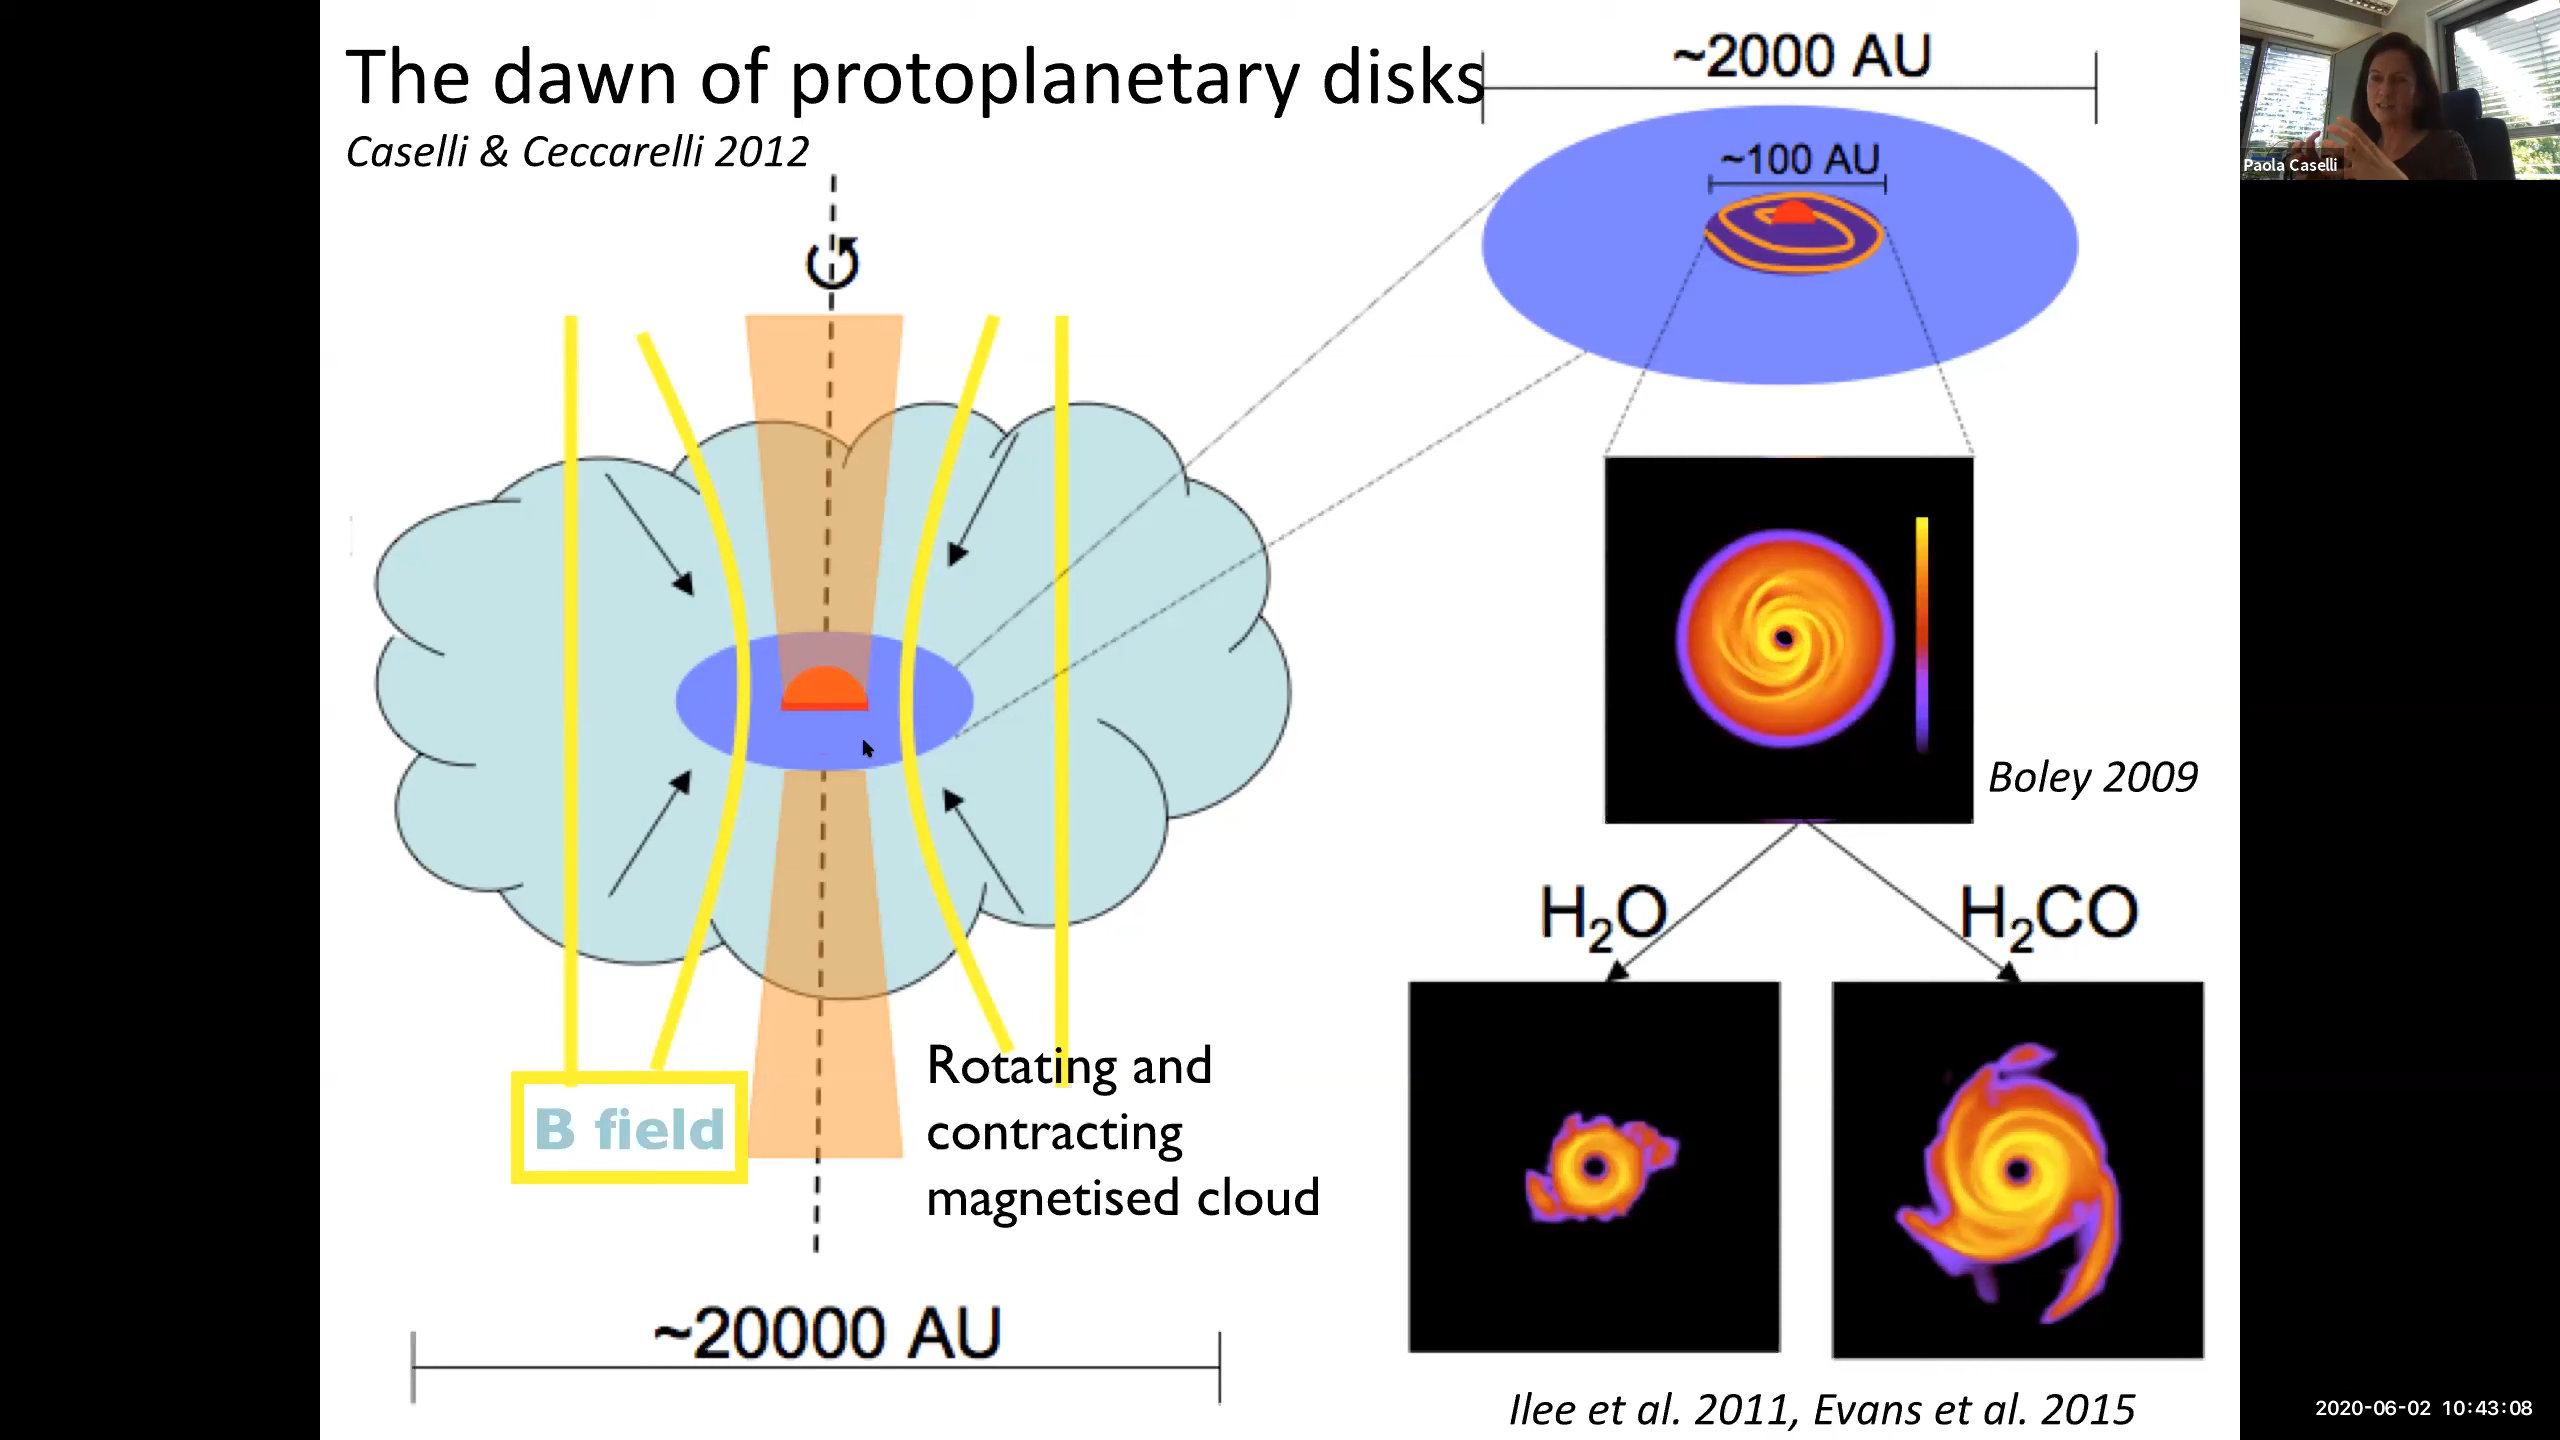 The dawn of protoplanetary disks
Caselli & Ceccarelli 2012
~2000 AU
~100 AU
Paola Caselli
Boley 2009
H₂O
H₂CO
B field
Rotating and
contracting
magnetised cloud
~20000 AU
Ilee et al. 2011, Evans et al. 2015
2020-06-02 10:43:08